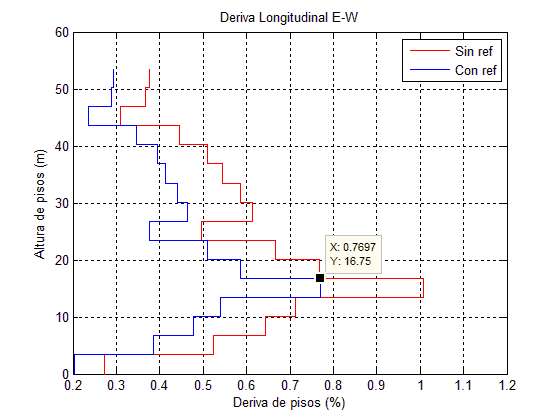 Deriva Longitudinal E-W
Sin ref
Con ref
X: 0.7697
Y: 16.75
Altura de pisos (m)
60
50
40
30
20
10
0
0.2 0.3 0.4 0.5 0.6 0.7 0.8 0.9 1 1.1 1.2
Deriva de pisos (%)